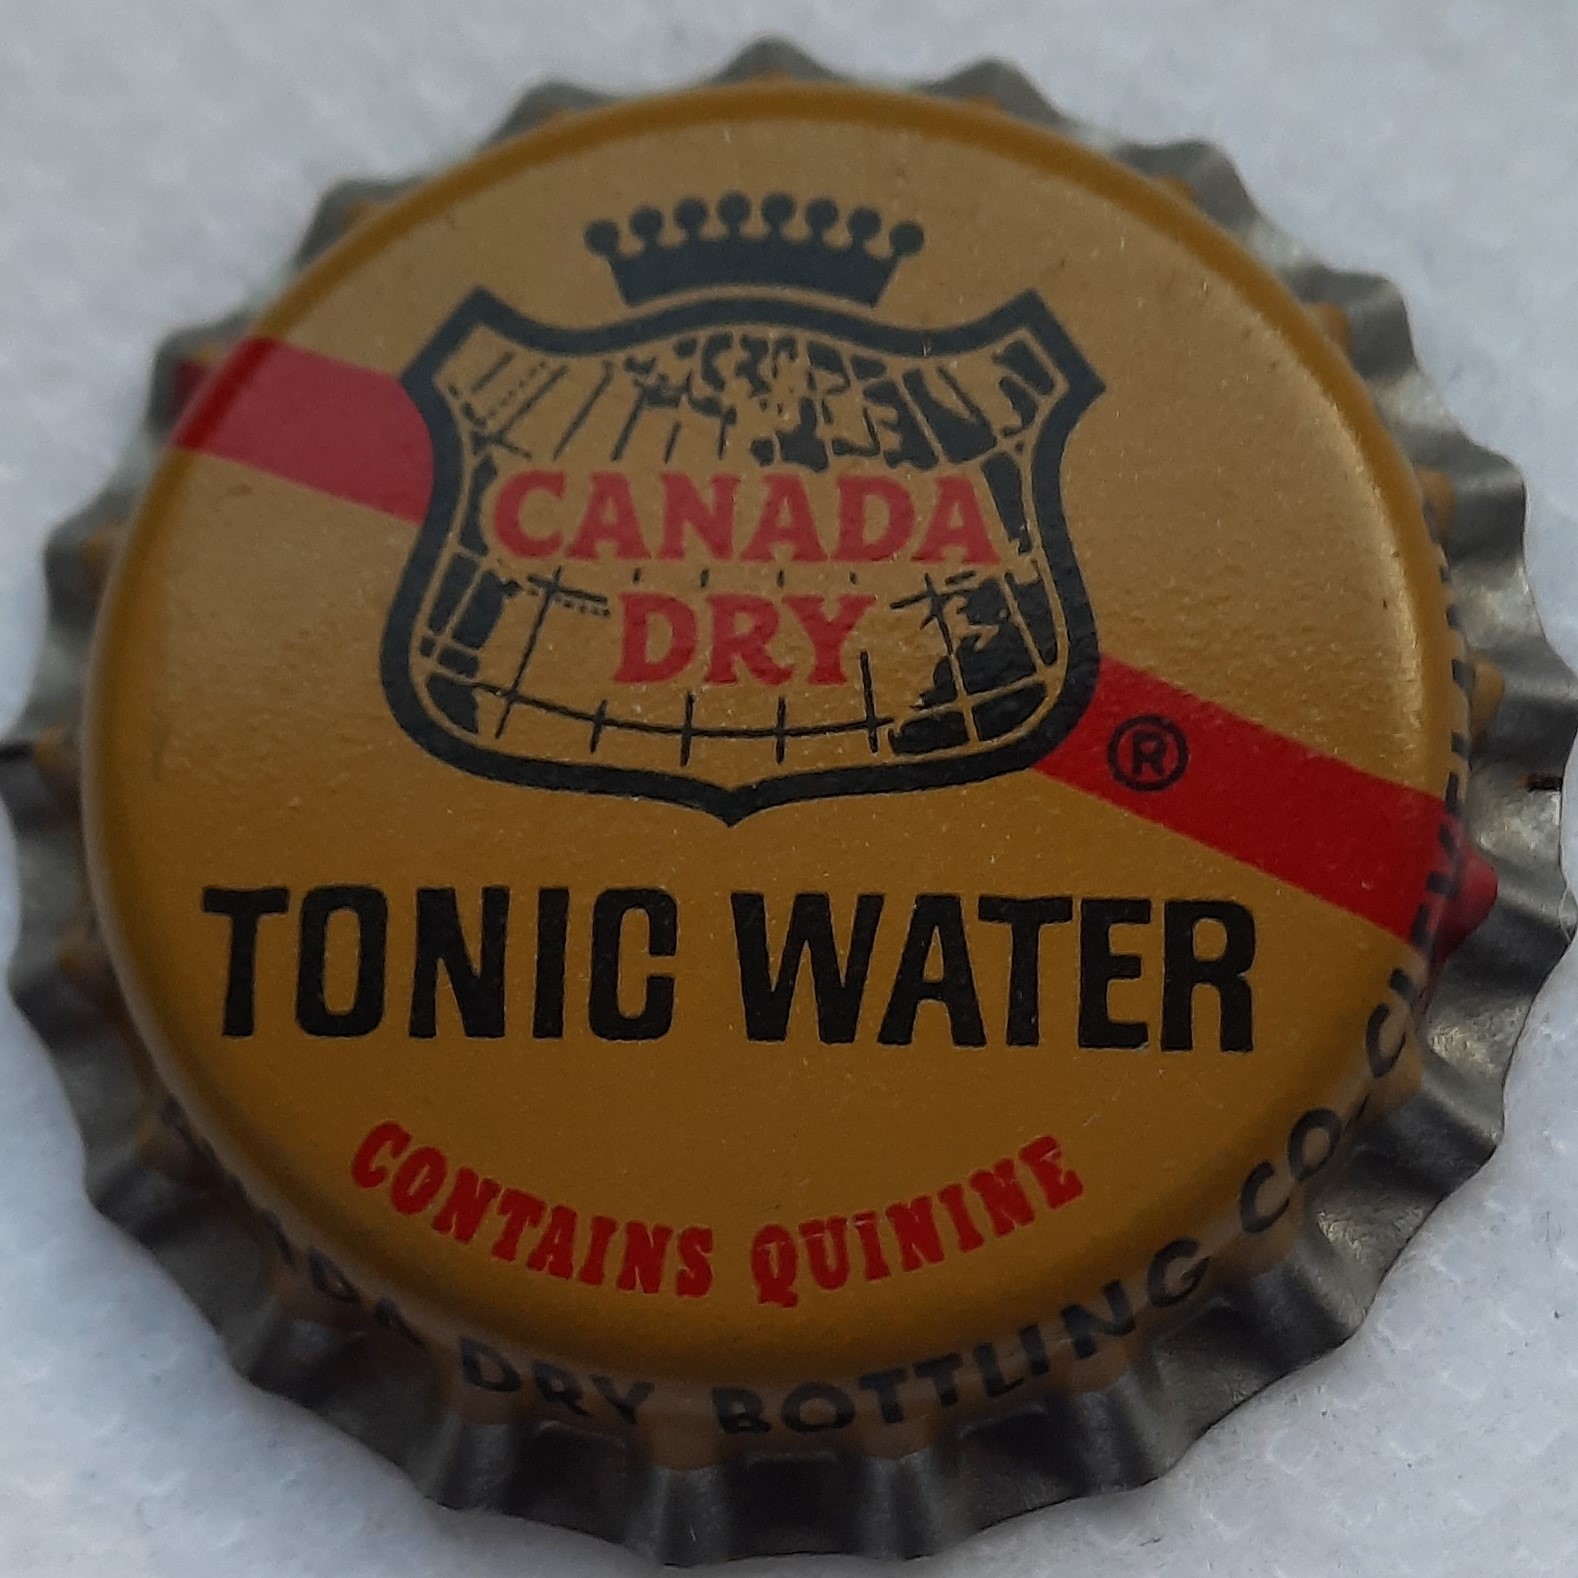 CANADA
DRY
®
TONIC WATER
CONTAINS QUININE
DRY BOTTLING CO-